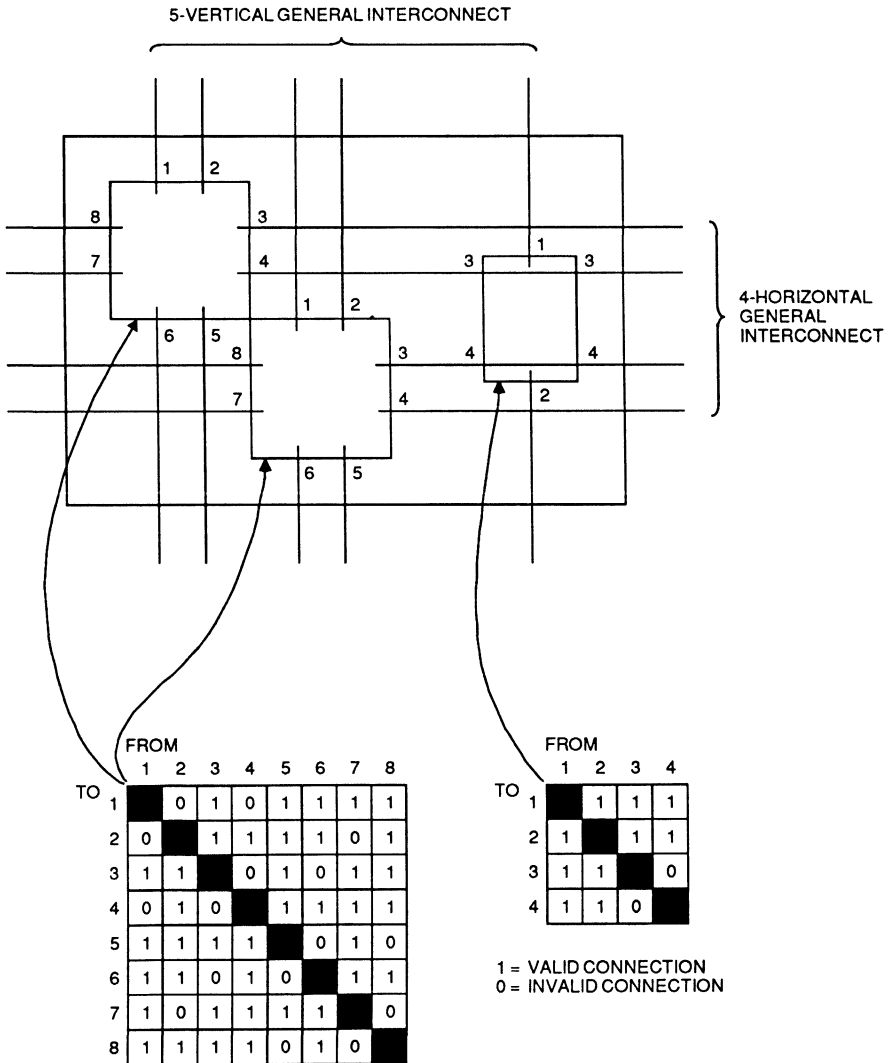 5-VERTICAL GENERAL INTERCONNECT
1 2
8 3
7 4
6 5
1 2
8 3
7 4
6 5
1
3 3
4 4
2
4-HORIZONTAL
GENERAL
INTERCONNECT
FROM
1 2 3 4 5 6 7 8
TO
1 0 1 0 1 1 1 1
2 0 1 1 1 1 0 1
3 1 1 0 1 0 1 1
4 0 1 0 1 1 1 1
5 1 1 1 1 0 1 0
6 1 1 0 1 0 1 1
7 1 0 1 1 1 1 0
8 1 1 1 1 0 1 0
FROM
1 2 3 4
TO
1 1 1 1
2 1 1 1
3 1 1 0
4 1 1 0
1 = VALID CONNECTION
0 = INVALID CONNECTION